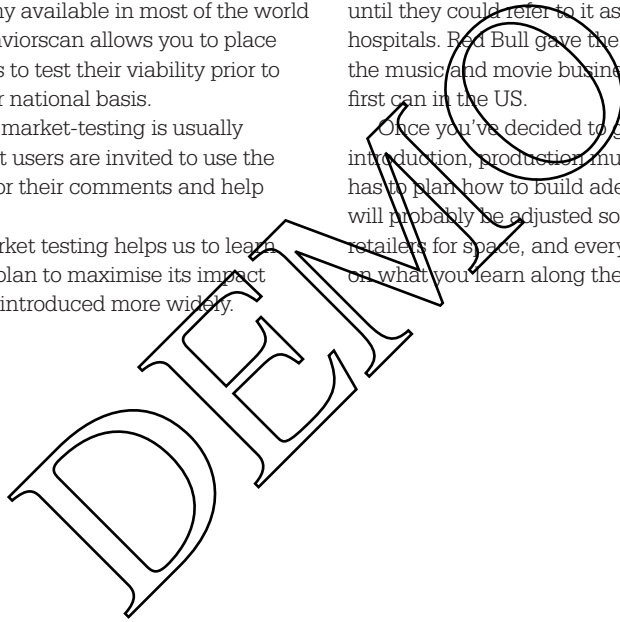 ny available in most of the world
aviorscan allows you to place
s to test their viability prior to
r national basis.
market-testing is usually
t users are invited to use the
or their comments and help
rket testing helps us to learn
plan to maximise its impact
introduced more widely.
until they could refer to it as
hospitals. Red Bull gave the
the music and movie busine
first can in the US.
Once you've decided to g
introduction, production mu
has to plan how to build ade
will probably be adjusted so
retailers for space, and every
on what you learn along the
DEMO